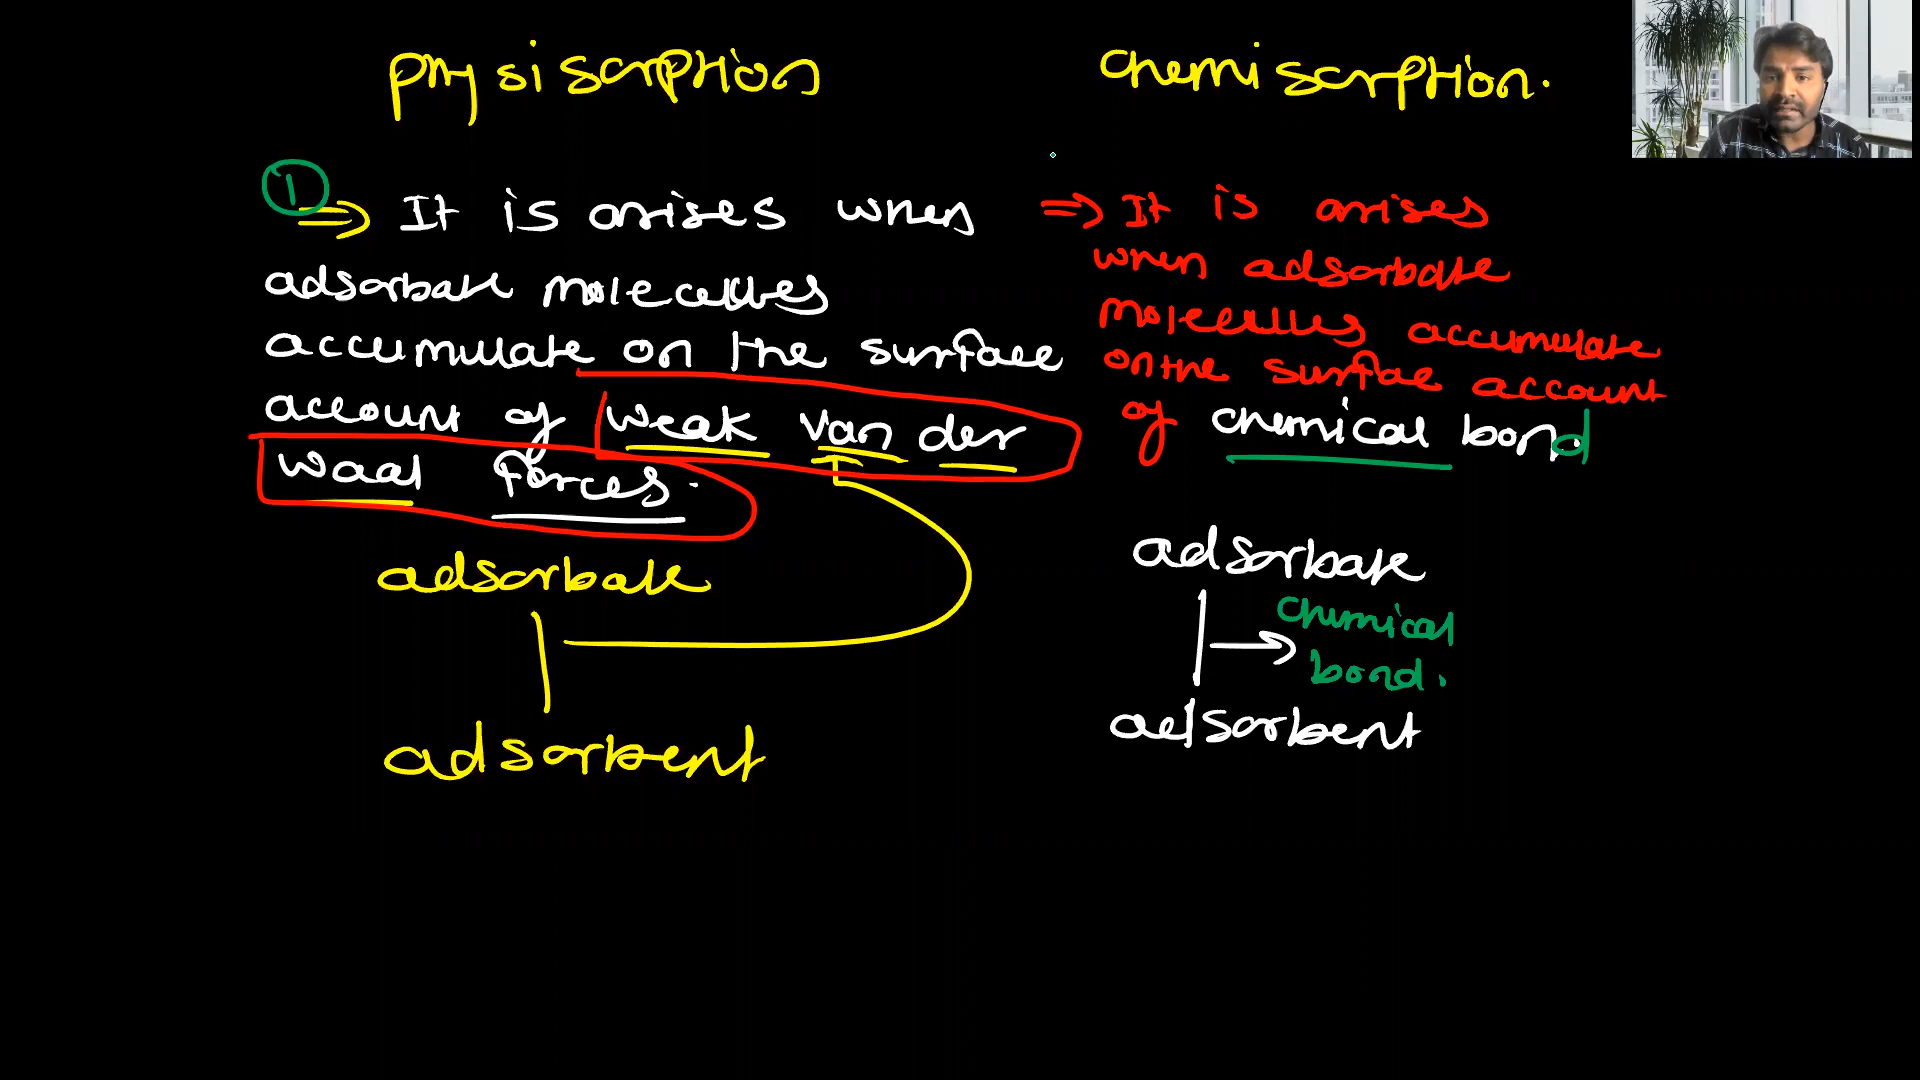 physisorption
chemisorption.
1
⇒ It is arises when
adsorbate molecules
accumulate on the surface
account of weak van der
waal forces.
adsorbate
adsorbent
⇒ It is arises
when adsorbate
molecules accumulate
on the surface account
of chemical bond
adsorbate
chemical
bond.
adsorbent